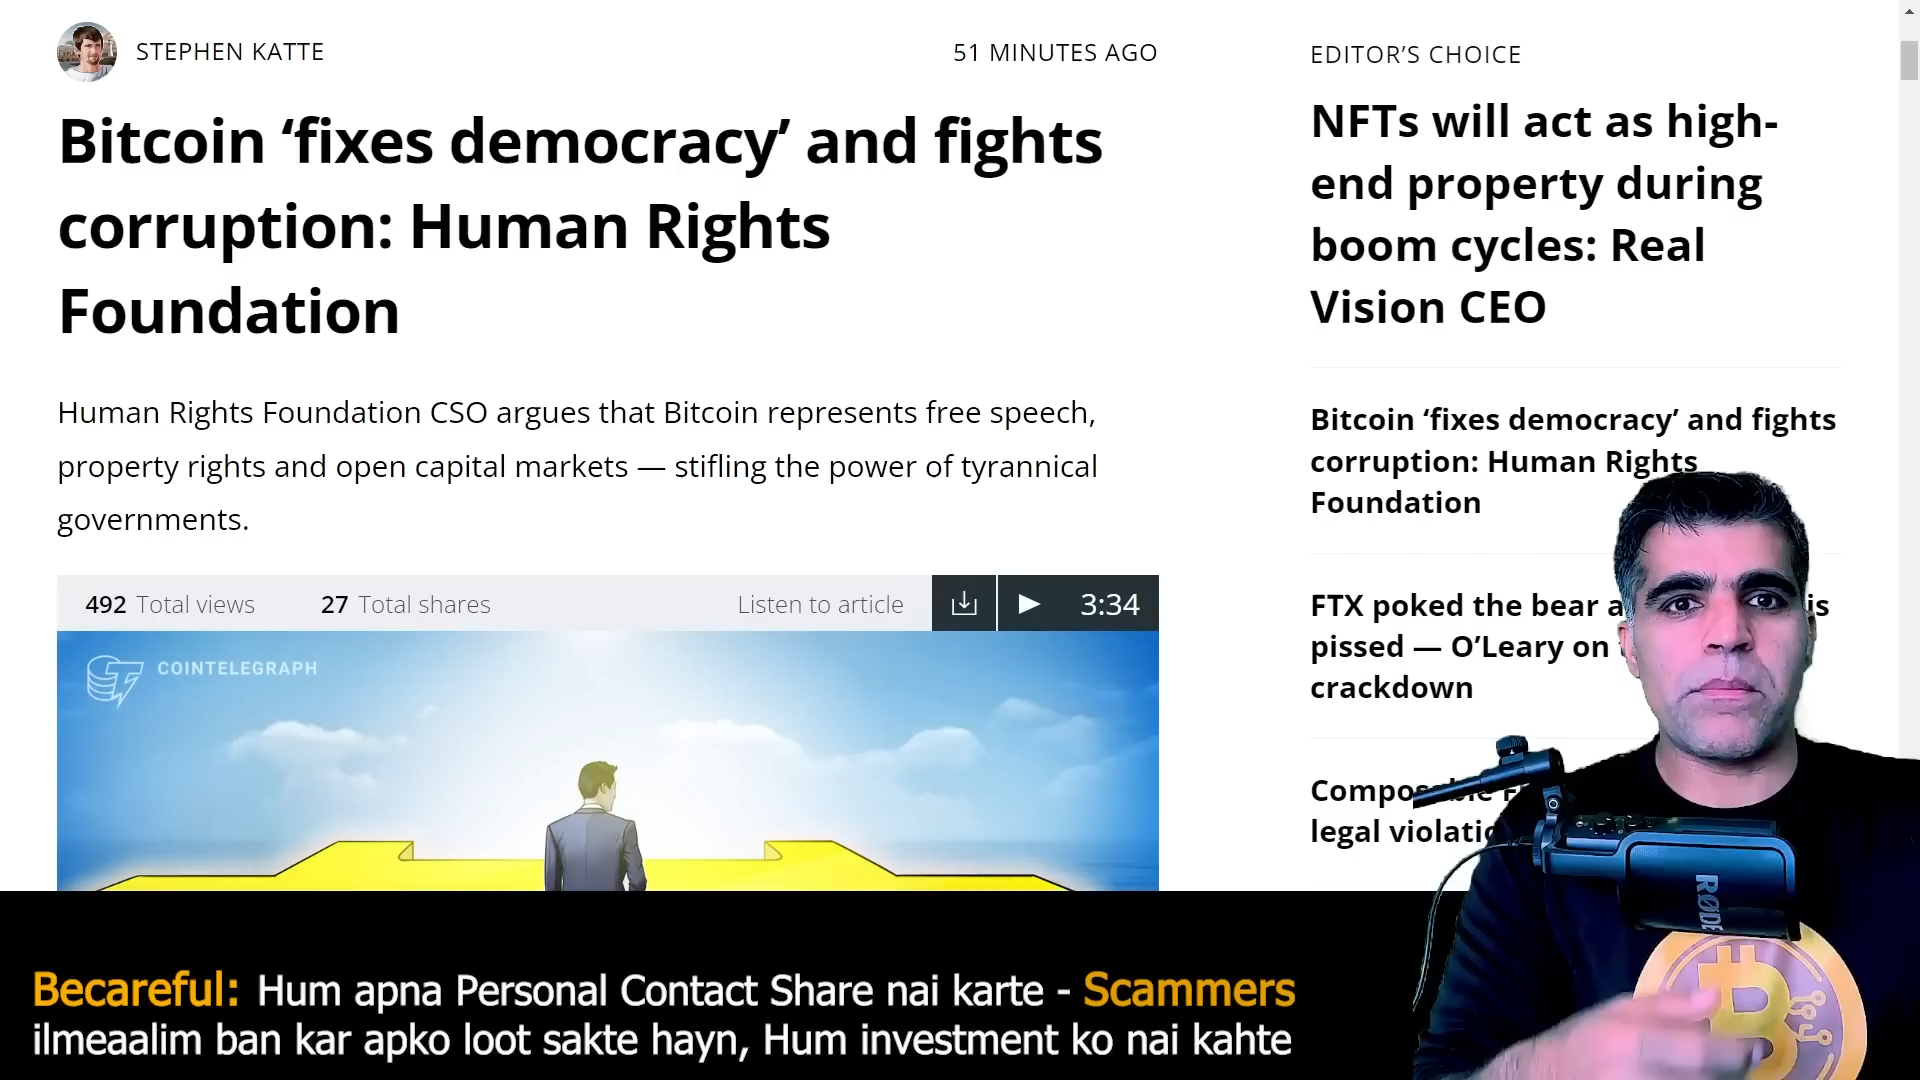 STEPHEN KATTE
51 MINUTES AGO
Bitcoin ‘fixes democracy’ and fights
corruption: Human Rights
Foundation
Human Rights Foundation CSO argues that Bitcoin represents free speech,
property rights and open capital markets — stifling the power of tyrannical
governments.
492 Total views
27 Total shares
Listen to article
3:34
COINTELEGRAPH
EDITOR’S CHOICE
NFTs will act as high-
end property during
boom cycles: Real
Vision CEO
Bitcoin ‘fixes democracy’ and fights
corruption: Human Rights
Foundation
FTX poked the bear
is
pissed — O’Leary on
crackdown
legal
RØDE
Becareful: Hum apna Personal Contact Share nai karte - Scammers
ilmeaalim ban kar apko loot sakte hayn, Hum investment ko nai kahte